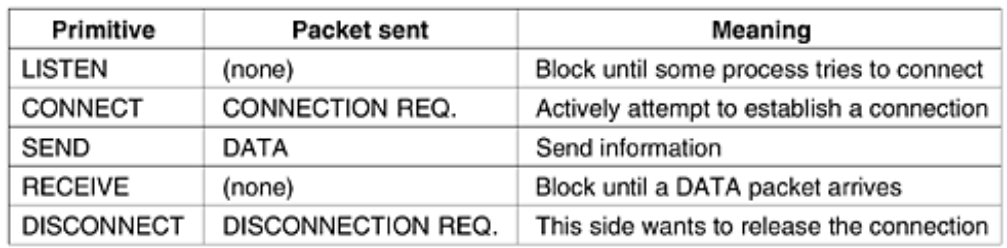 Primitive Packet sent Meaning
LISTEN (none) Block until some process tries to connect
CONNECT CONNECTION REQ. Actively attempt to establish a connection
SEND DATA Send information
RECEIVE (none) Block until a DATA packet arrives
DISCONNECT DISCONNECTION REQ. This side wants to release the connection